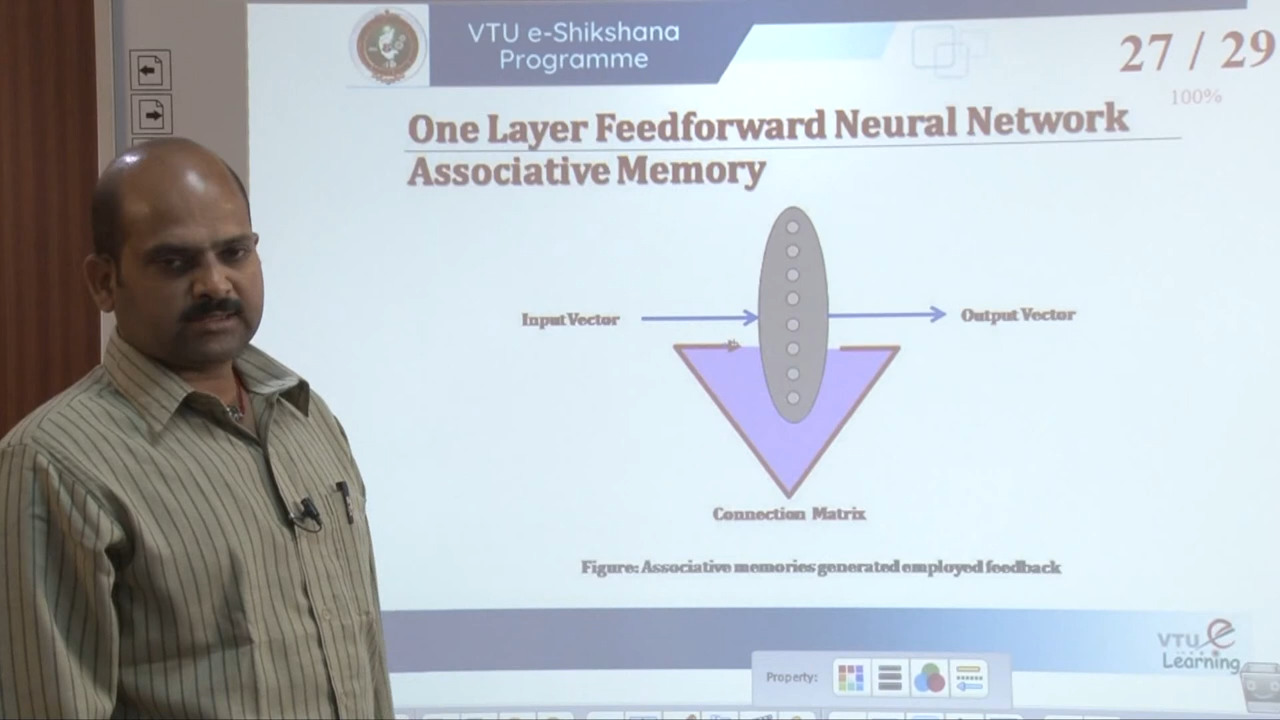 VTU e-Shikshana
Programme
27 / 29
100%
One Layer Feedforward Neural Network
Associative Memory
Input Vector
Output Vector
Connection Matrix
Figure: Associative memories generated employed feedback
VTU e
Learning
Property: